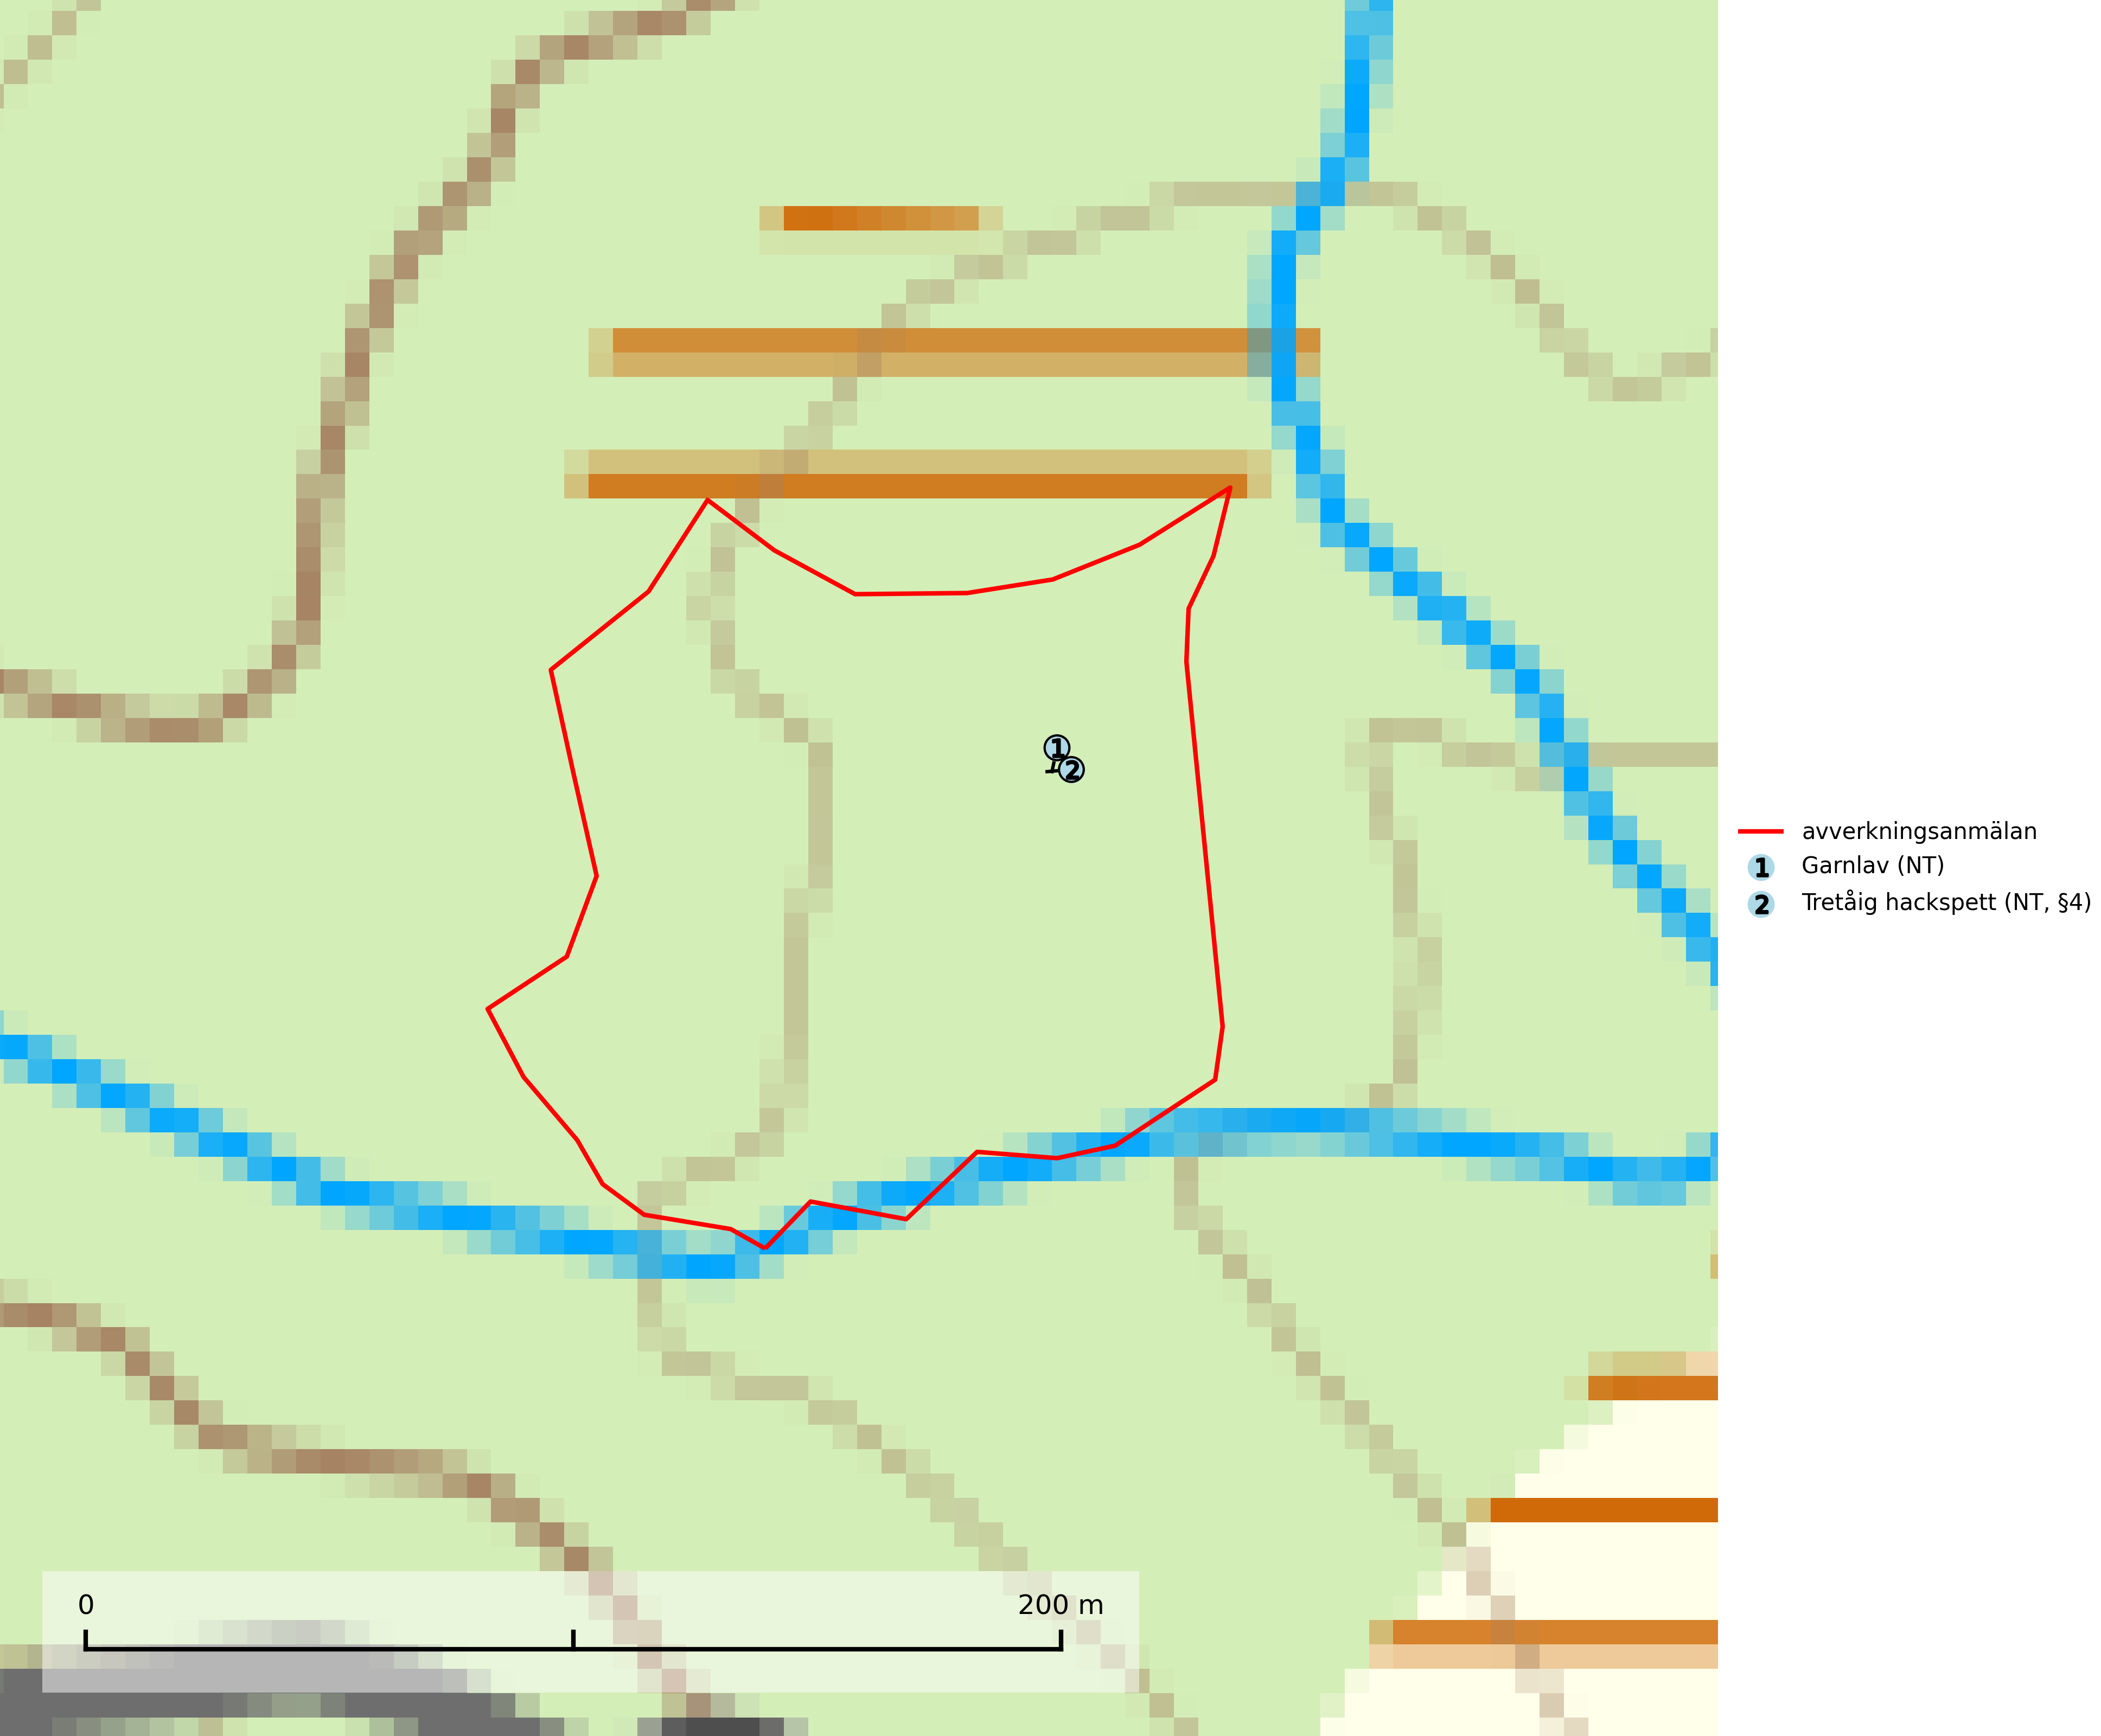 1
2
avverkningsanmälan
1 Garnlav (NT)
2 Tretåig hackspett (NT, §4)
0 200 m